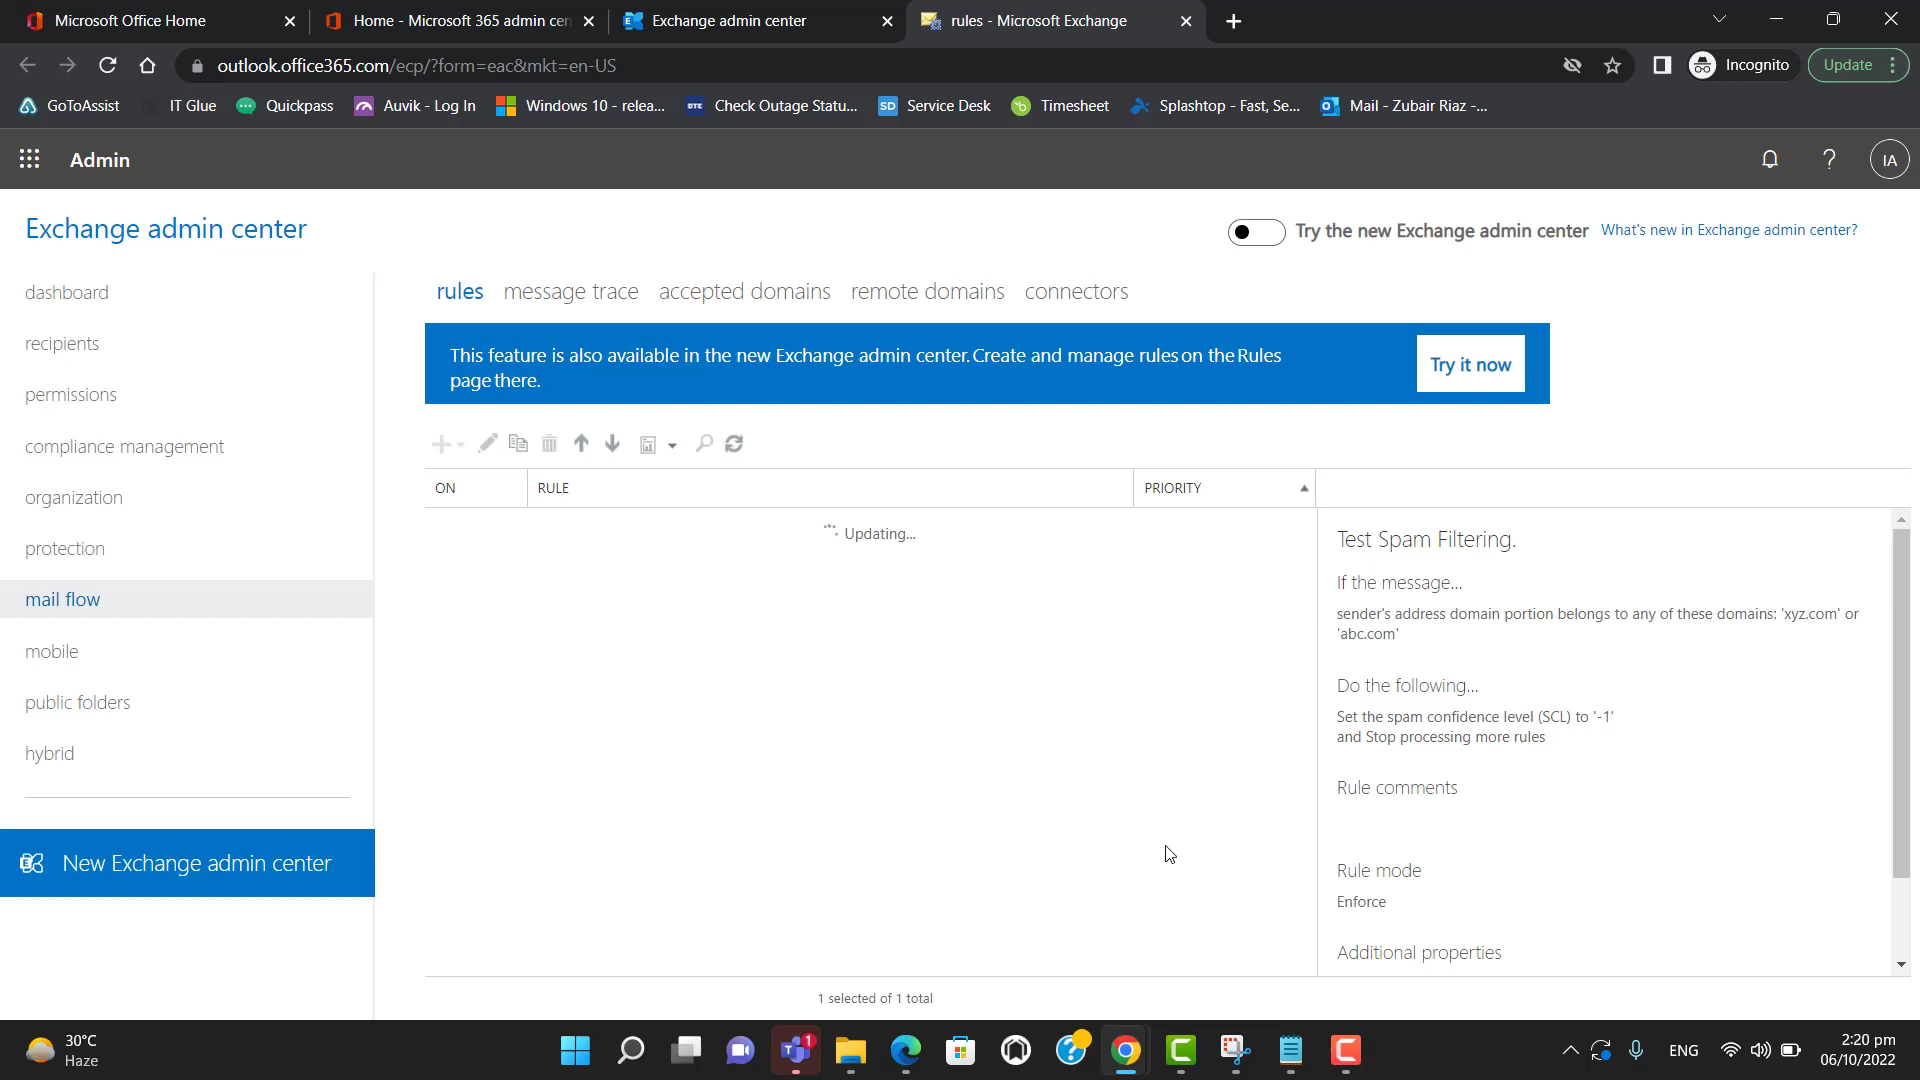 Microsoft Office Home
Home - Microsoft 365 admin cen
Exchange admin center
rules - Microsoft Exchange
outlook.office365.com/ecp/?form=eac&mkt=en-US
Incognito
Update
GoToAssist
IT Glue
Quickpass
Auvik - Log In
Windows 10 - relea...
DTE
Check Outage Statu...
SD
Service Desk
Timesheet
Splashtop - Fast, Se...
Mail - Zubair Riaz -...
Admin
?
IA
Exchange admin center
Try the new Exchange admin center
What's new in Exchange admin center?
dashboard
recipients
permissions
compliance management
organization
protection
mail flow
mobile
public folders
hybrid
New Exchange admin center
rules
message trace
accepted domains
remote domains
connectors
This feature is also available in the new Exchange admin center. Create and manage rules on the Rules
page there.
Try it now
ON
RULE
PRIORITY
Updating...
Test Spam Filtering.
If the message...
sender's address domain portion belongs to any of these domains: 'xyz.com' or
'abc.com'
Do the following...
Set the spam confidence level (SCL) to '-1'
and Stop processing more rules
Rule comments
Rule mode
Enforce
Additional properties
1 selected of 1 total
30°C
Haze
1
ENG
2:20 pm
06/10/2022